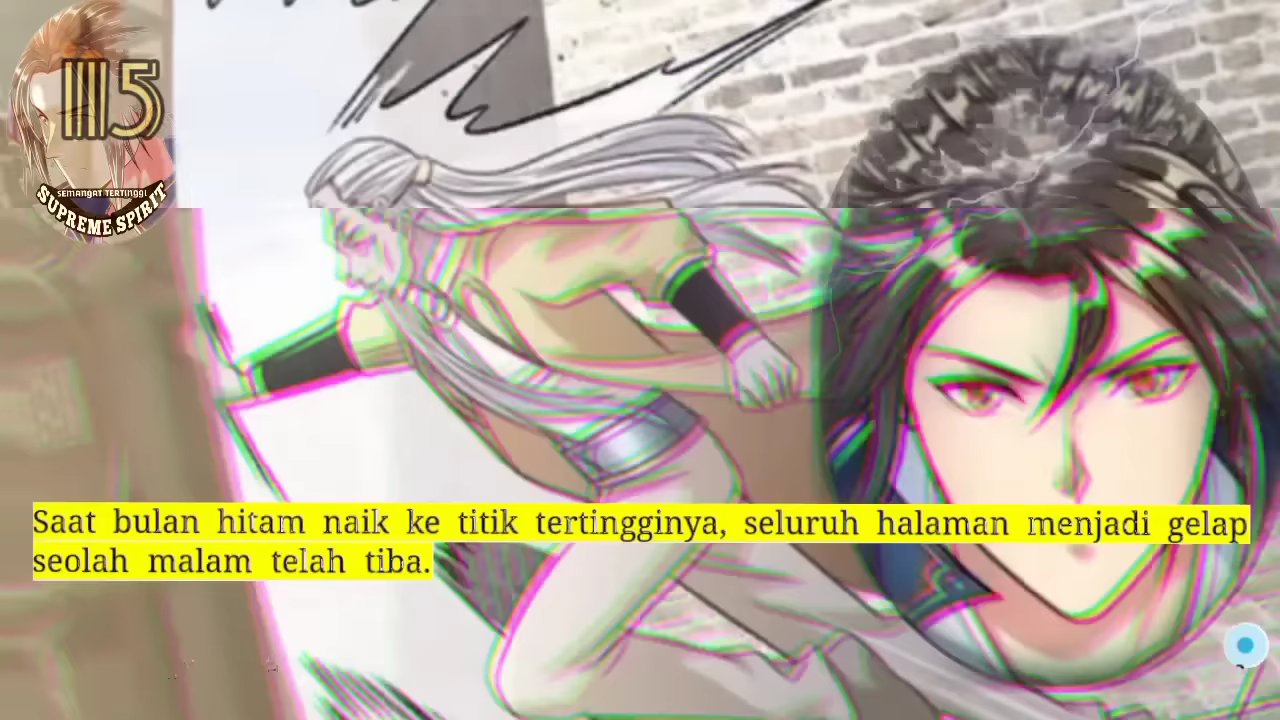 1115
SEMANGAT TERTINGGI
SUPREME SPIRIT
Saat bulan hitam naik ke titik tertingginya, seluruh halaman menjadi gelap
seolah malam telah tiba.